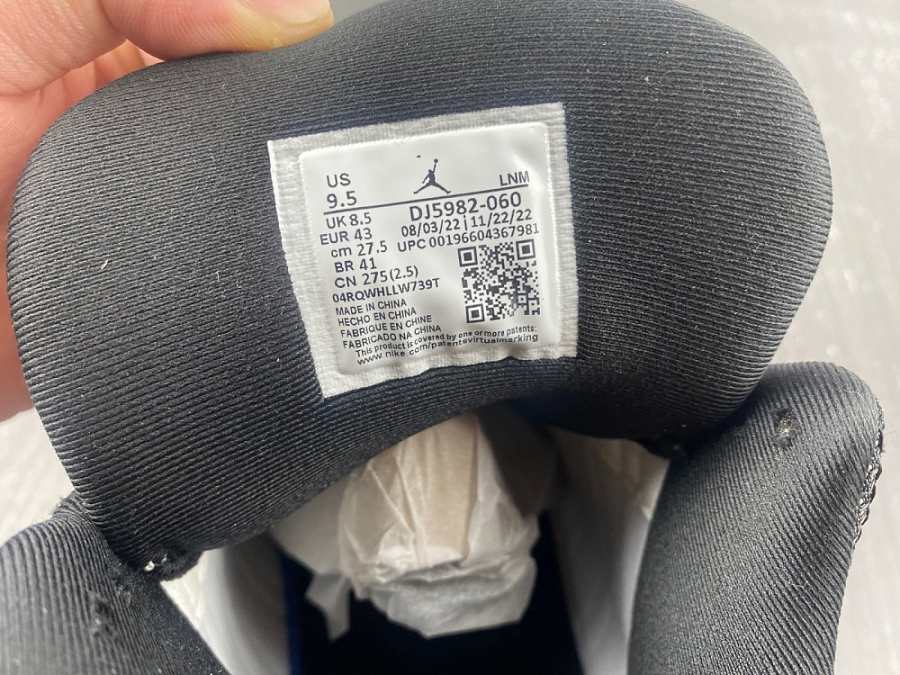 US
LNM
9.5
UK 8.5
DJ5982-060
EUR 43
08/03/22 | 11/22/22
cm 27.5
UPC 00196604367981
BR 41
CN 275(2.5)
04RQWHLLW739T
MADE IN CHINA
HECHO EN CHINA
FABRIQUE EN CHINE
FABRICADO NA CHINA
This product is covered by one or more patents:
www.nike.com/patentsvirtualmarking